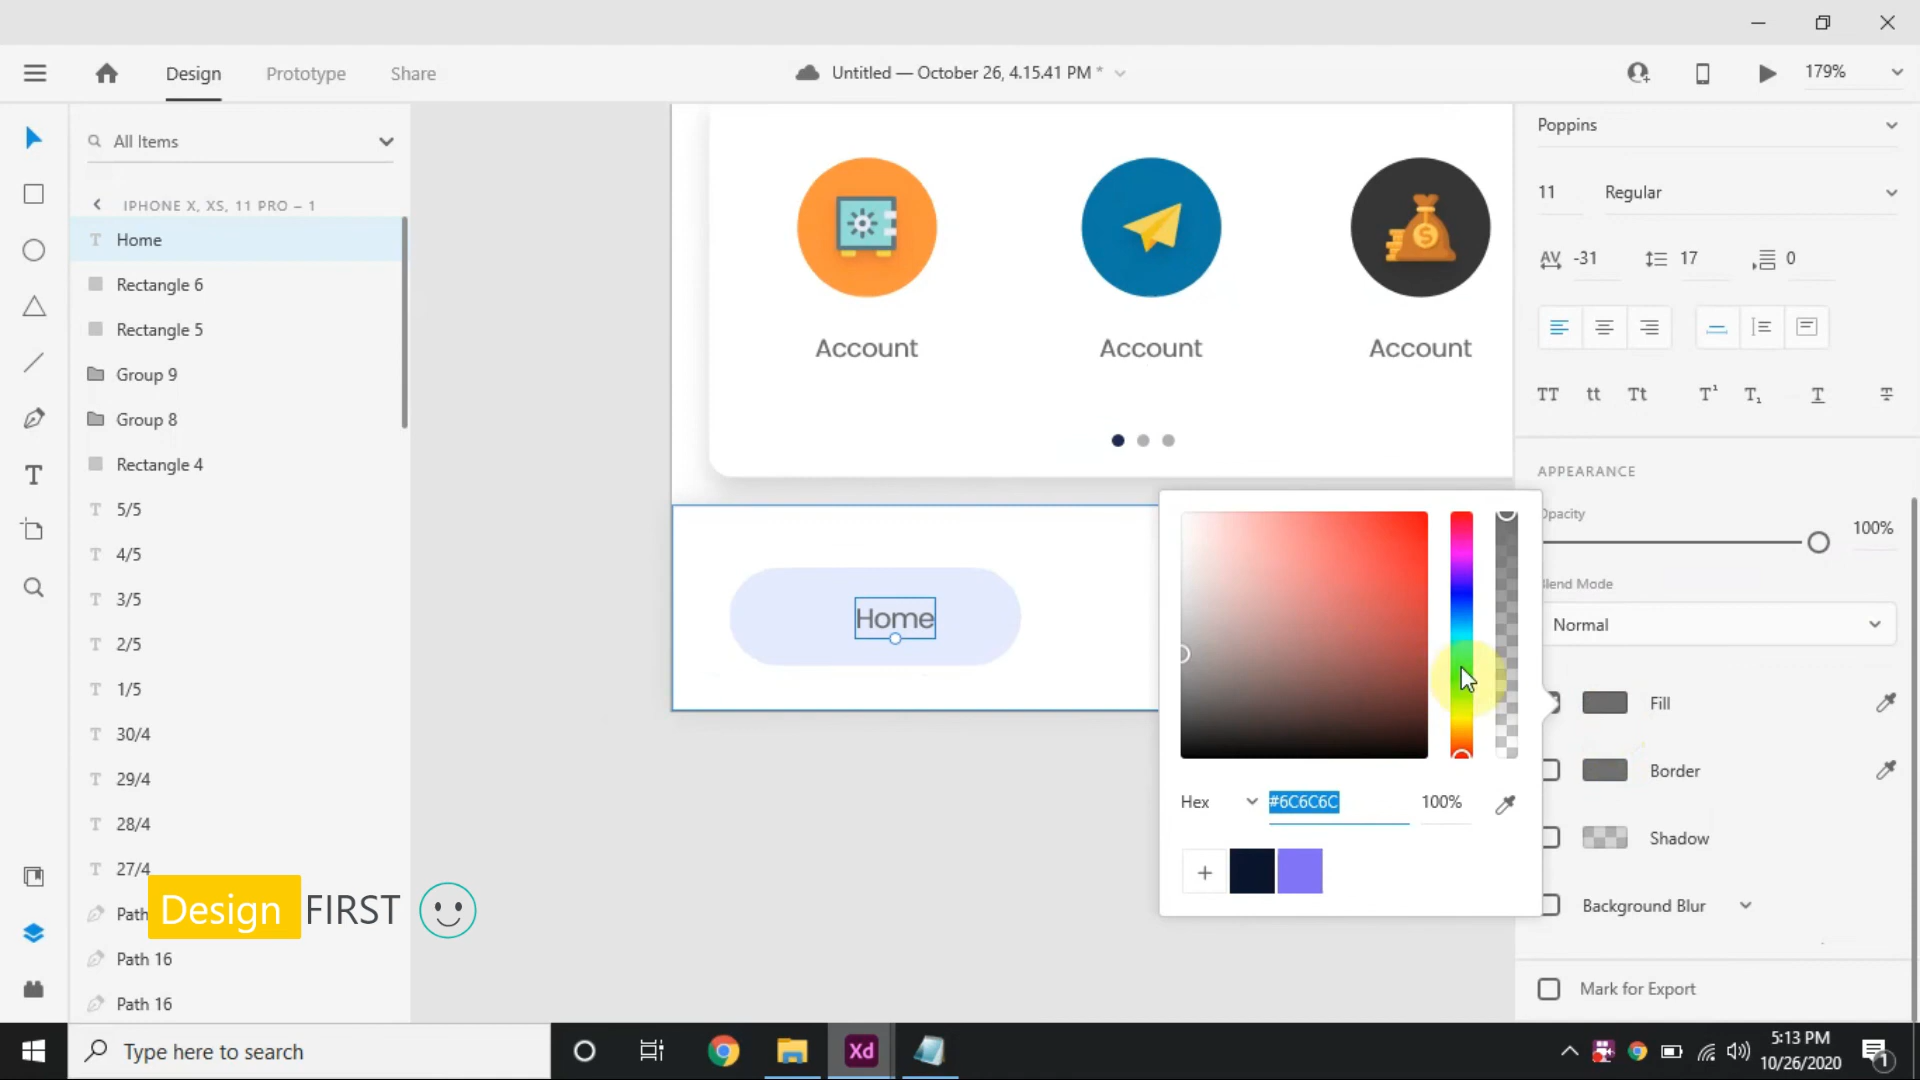 Design
Prototype
Share
Untitled — October 26, 4.15.41 PM *
179%
All Items
IPHONE X, XS, 11 PRO – 1
Home
Rectangle 6
Rectangle 5
Group 9
Group 8
Rectangle 4
5/5
4/5
3/5
2/5
1/5
30/4
29/4
28/4
27/4
Path
Path 16
Path 16
Design FIRST
Account
Account
Account
Home
Poppins
11
Regular
AV -31
17
0
TT tt Tt T1 T1 T T
APPEARANCE
Opacity
100%
Blend Mode
Normal
Fill
Border
Shadow
Background Blur
Mark for Export
Hex
#6C6C6C
100%
+
Type here to search
Xd
5:13 PM
10/26/2020
1